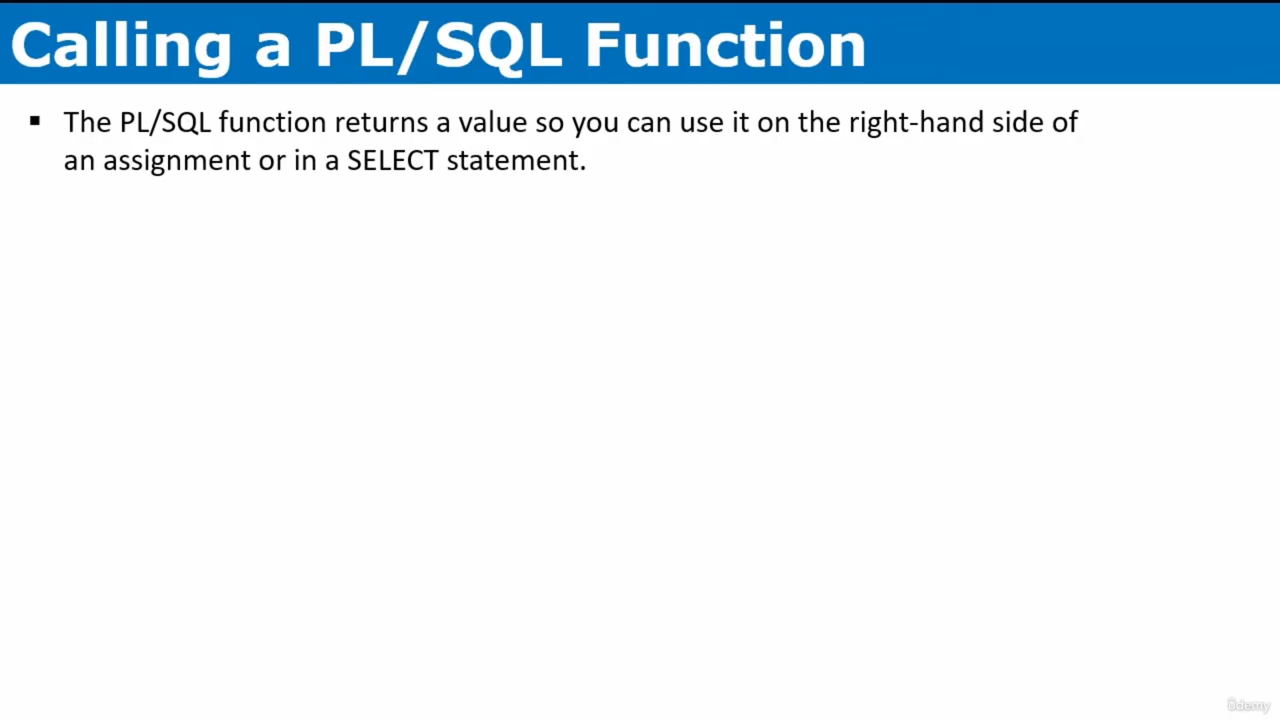 Calling a PL/SQL Function
▪ The PL/SQL function returns a value so you can use it on the right-hand side of
an assignment or in a SELECT statement.
ûdemy